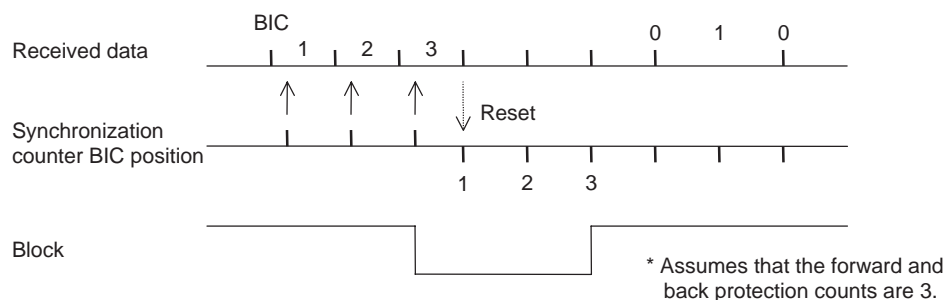 BIC
Received data 1 2 3 0 1 0
Reset
Synchronization
counter BIC position
1 2 3
Block
* Assumes that the forward and
back protection counts are 3.